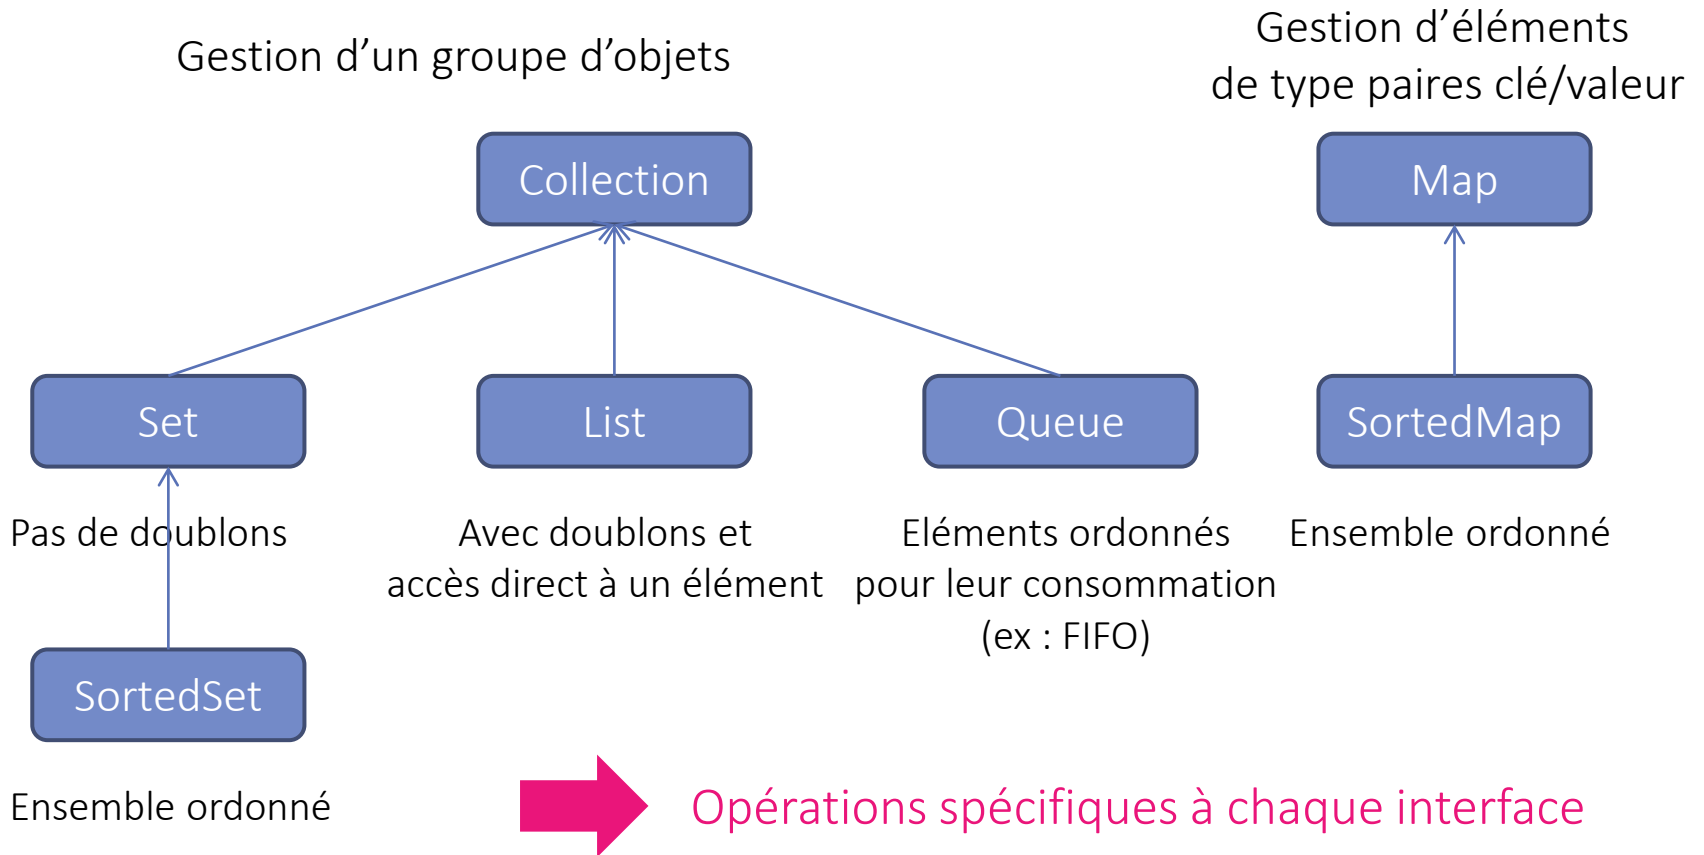 Gestion d’un groupe d’objets
Gestion d’éléments
de type paires clé/valeur
Collection
Map
Set
List
Queue
SortedMap
Pas de doublons
Avec doublons et
accès direct à un élément
Eléments ordonnés
pour leur consommation
(ex : FIFO)
Ensemble ordonné
SortedSet
Ensemble ordonné
Opérations spécifiques à chaque interface